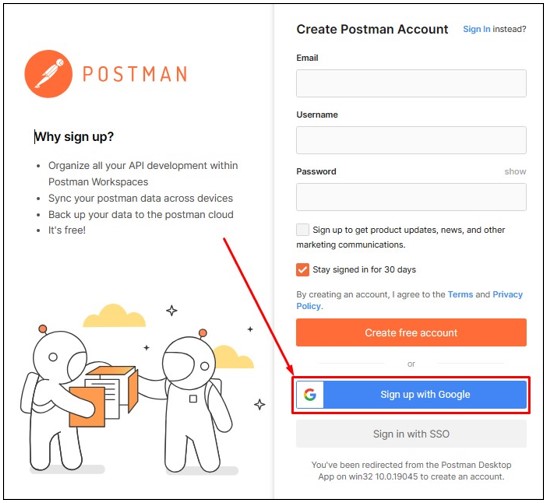 POSTMAN
Why sign up?
Organize all your API development within
Postman Workspaces
Sync your postman data across devices
Back up your data to the postman cloud
It's free!
Create Postman Account
Sign In instead?
Email
Username
Password
show
Sign up to get product updates, news, and other
marketing communications.
Stay signed in for 30 days
By creating an account, I agree to the Terms and Privacy
Policy.
Create free account
or
G
Sign up with Google
Sign in with SSO
You've been redirected from the Postman Desktop
App on win32 10.0.19045 to create an account.